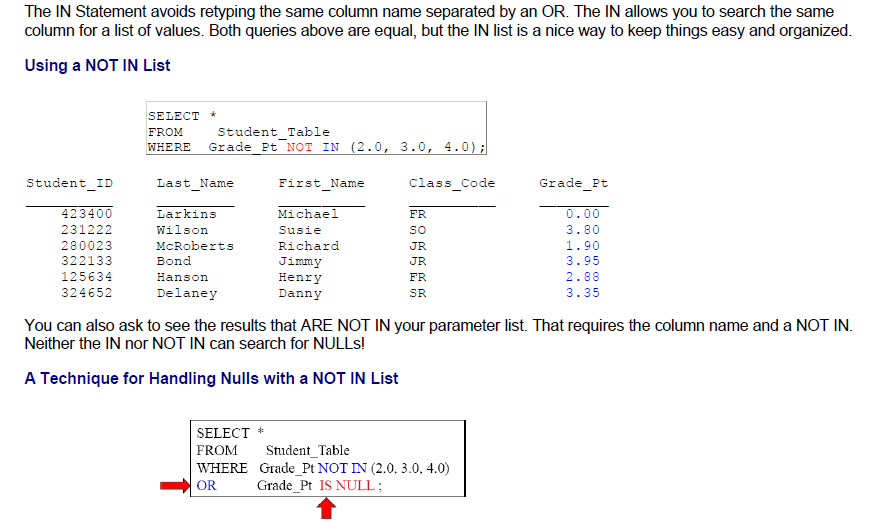 The IN Statement avoids retyping the same column name separated by an OR. The IN allows you to search the same
column for a list of values. Both queries above are equal, but the IN list is a nice way to keep things easy and organized.
Using a NOT IN List
SELECT *
FROM Student_Table
WHERE Grade_Pt NOT IN (2.0, 3.0, 4.0);
Student_ID Last_Name First_Name Class_Code Grade_Pt
423400 Larkins Michael FR 0.00
231222 Wilson Susie SO 3.80
280023 McRoberts Richard JR 1.90
322133 Bond Jimmy JR 3.95
125634 Hanson Henry FR 2.88
324652 Delaney Danny SR 3.35
You can also ask to see the results that ARE NOT IN your parameter list. That requires the column name and a NOT IN.
Neither the IN nor NOT IN can search for NULLs!
A Technique for Handling Nulls with a NOT IN List
SELECT *
FROM Student_Table
WHERE Grade_Pt NOT IN (2.0, 3.0, 4.0)
OR Grade_Pt IS NULL ;